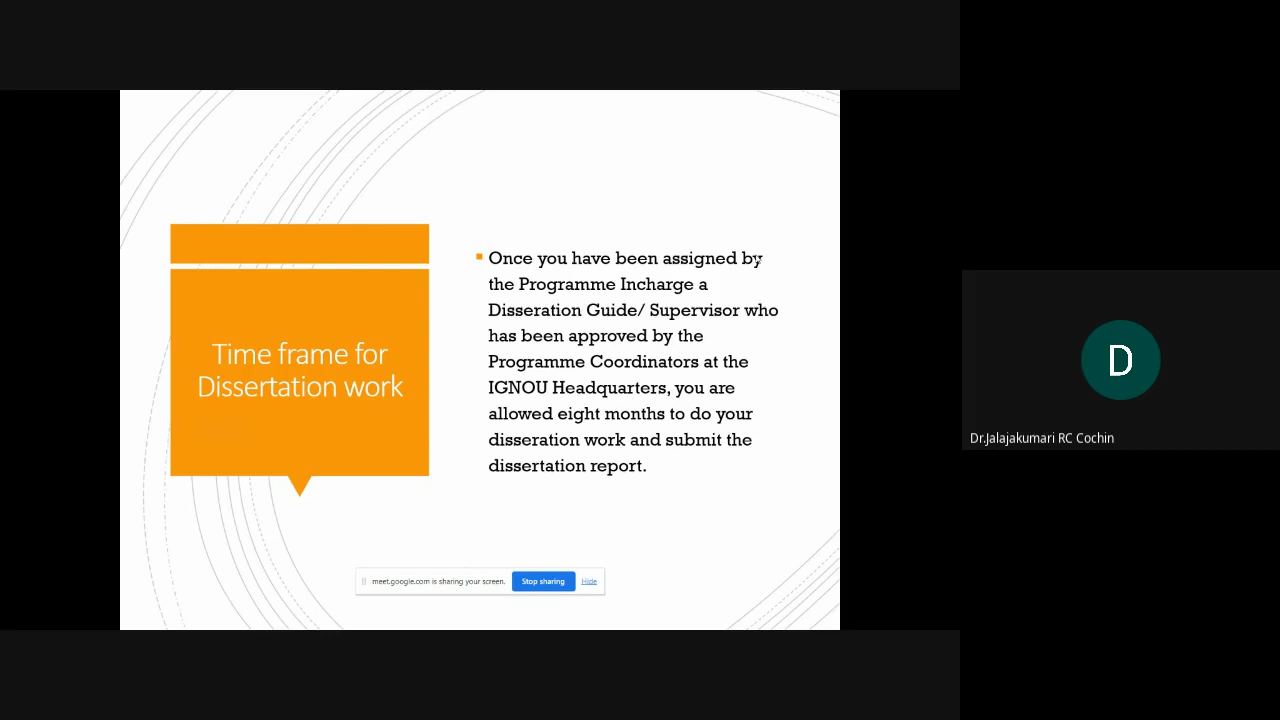 Time frame for
Dissertation work
Once you have been assigned by
the Programme Incharge a
Disseration Guide/ Supervisor who
has been approved by the
Programme Coordinators at the
IGNOU Headquarters, you are
allowed eight months to do your
disseration work and submit the
dissertation report.
meet.google.com is sharing your screen. Stop sharing Hide
D
Dr.Jalajakumari RC Cochin